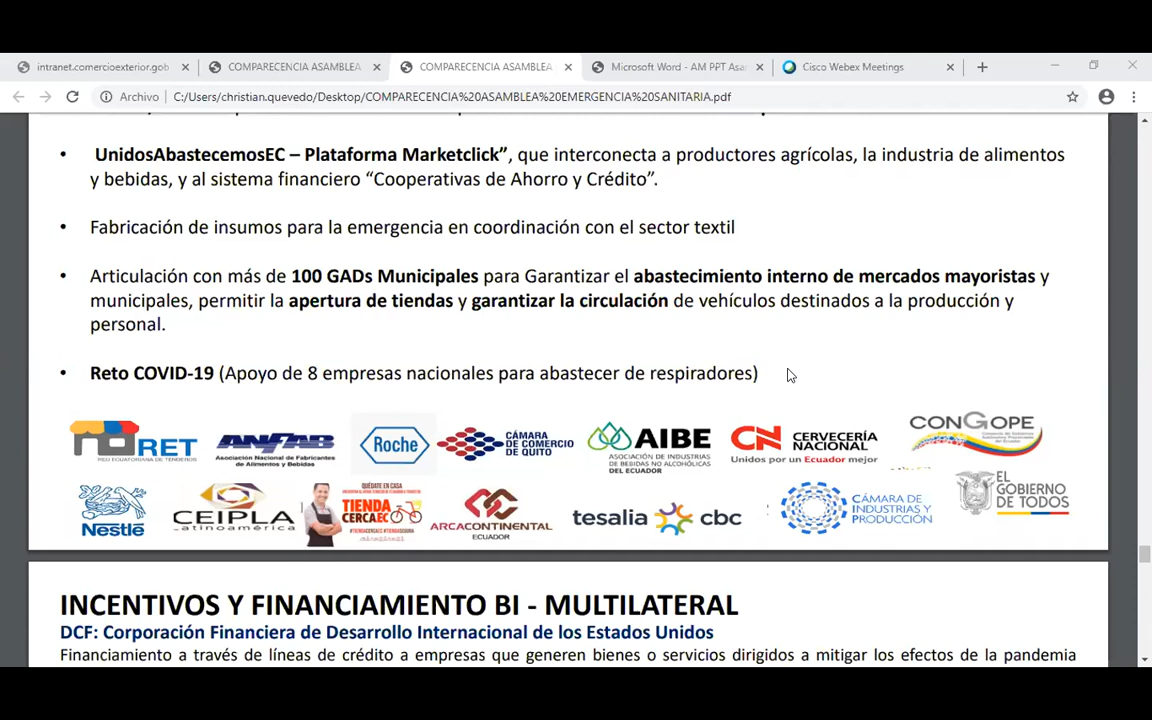 intranet.comercioexterior.gob
COMPARECENCIA ASAMBLEA
COMPARECENCIA ASAMBLEA
Microsoft Word - AM PPT Asa
Cisco Webex Meetings
Archivo
C:/Users/christian.quevedo/Desktop/COMPARECENCIA%20ASAMBLEA%20EMERGENCIA%20SANITARIA.pdf
• UnidosAbastecemosEC – Plataforma Marketclick”, que interconecta a productores agrícolas, la industria de alimentos
y bebidas, y al sistema financiero “Cooperativas de Ahorro y Crédito”.
• Fabricación de insumos para la emergencia en coordinación con el sector textil
• Articulación con más de 100 GADs Municipales para Garantizar el abastecimiento interno de mercados mayoristas y
municipales, permitir la apertura de tiendas y garantizar la circulación de vehículos destinados a la producción y
personal.
• Reto COVID-19 (Apoyo de 8 empresas nacionales para abastecer de respiradores)
RET
RED ECUATORIANA DE TENDEROS
ANFAB
Asociación Nacional de Fabricantes
de Alimentos y Bebidas
Roche
CÁMARA DE
COMERCIO
DE QUITO
AIBE
ASOCIACIÓN DE INDUSTRIAS
DE BEBIDAS NO ALCOHÓLICAS
DEL ECUADOR
CN CERVECERÍA
NACIONAL
Unidos por un Ecuador mejor
CONGOPE
Nestlé
CEIPLA
Latinoamérica
QUÉDATE EN CASA
TIENDA
CERCAEC
ARCACONTINENTAL
ECUADOR
tesalia cbc
CÁMARA DE
INDUSTRIAS Y
PRODUCCIÓN
EL
GOBIERNO
DE TODOS
INCENTIVOS Y FINANCIAMIENTO BI - MULTILATERAL
DCF: Corporación Financiera de Desarrollo Internacional de los Estados Unidos
Financiamiento a través de líneas de crédito a empresas que generen bienes o servicios dirigidos a mitigar los efectos de la pandemia